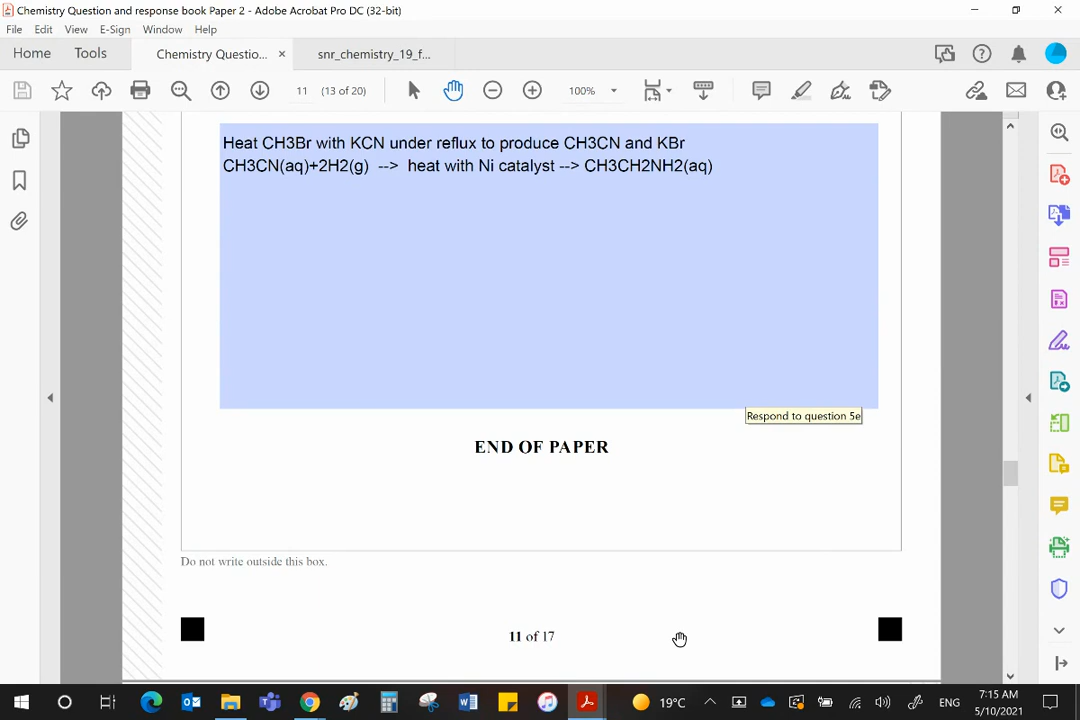 Chemistry Question and response book Paper 2 - Adobe Acrobat Pro DC (32-bit)
File Edit View E-Sign Window Help
Home Tools Chemistry Questio... × snr_chemistry_19_f...
11 (13 of 20) 100%
Heat CH3Br with KCN under reflux to produce CH3CN and KBr
CH3CN(aq)+2H2(g) --> heat with Ni catalyst --> CH3CH2NH2(aq)
Respond to question 5e
END OF PAPER
Do not write outside this box.
11 of 17
19°C ENG 7:15 AM
5/10/2021